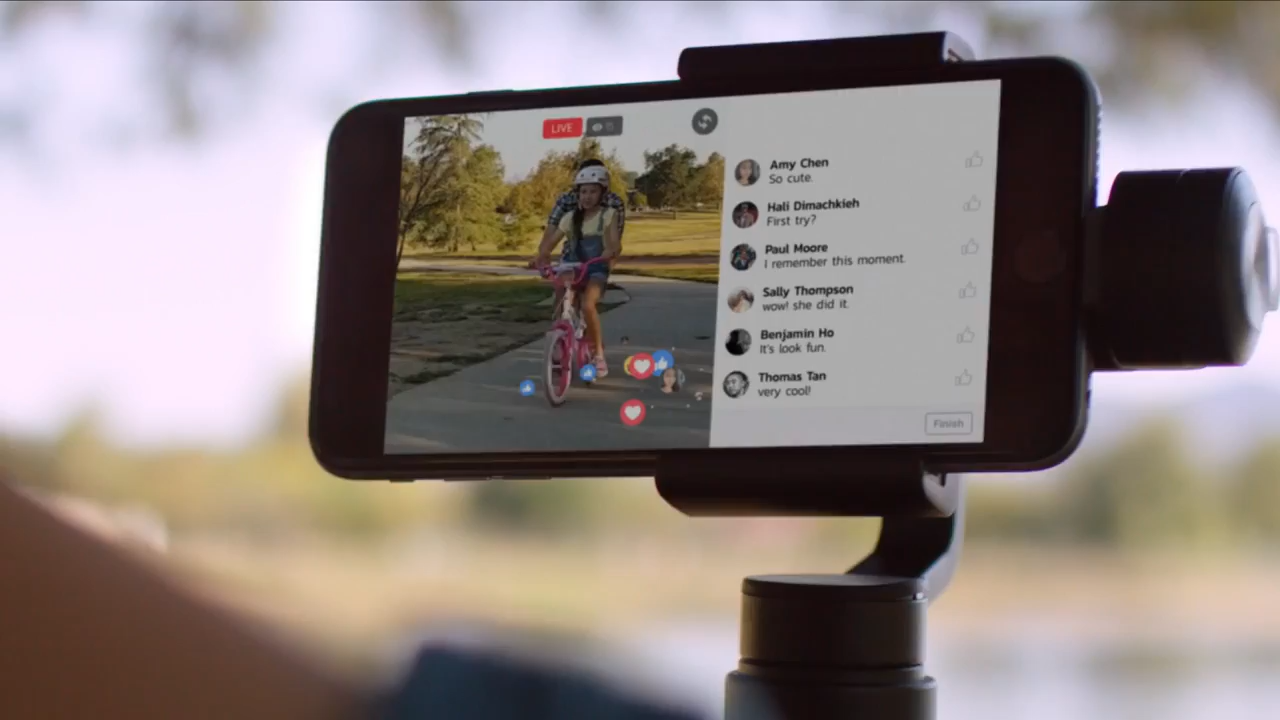 LIVE
Amy Chen
So cute.
Hali Dimachkieh
First try?
Paul Moore
I remember this moment.
Sally Thompson
wow! she did it.
Benjamin Ho
It's look fun.
Thomas Tan
very cool!
Finish